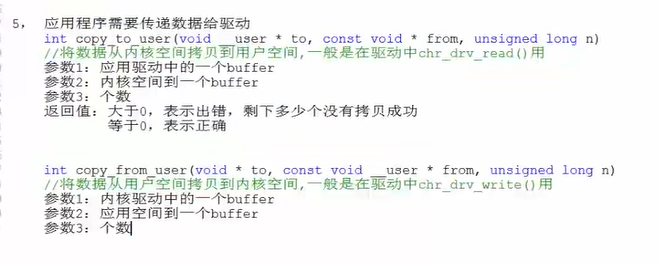 5， 应用程序需要传递数据给驱动
int copy_to_user(void __user * to, const void * from, unsigned long n)
//将数据从内核空间拷贝到用户空间,一般是在驱动中chr_drv_read()用
参数1：应用驱动中的一个buffer
参数2：内核空间到一个buffer
参数3：个数
返回值：大于0，表示出错，剩下多少个没有拷贝成功
等于0，表示正确
int copy_from_user(void * to, const void __user * from, unsigned long n)
//将数据从用户空间拷贝到内核空间,一般是在驱动中chr_drv_write()用
参数1：内核驱动中的一个buffer
参数2：应用空间到一个buffer
参数3：个数